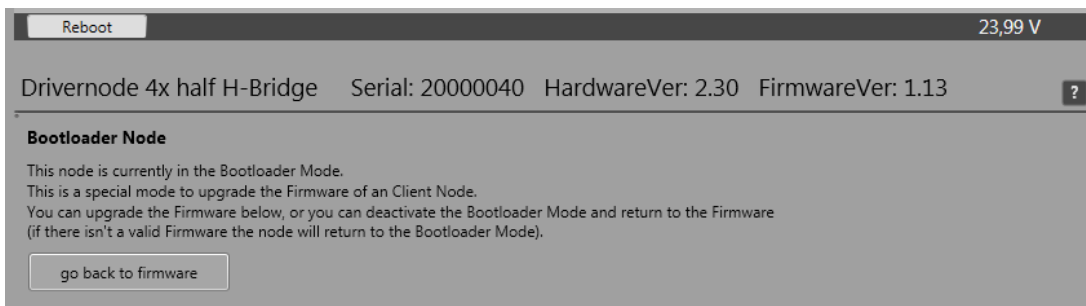 Reboot 23,99 V
Drivernode 4x half H-Bridge Serial: 20000040 HardwareVer: 2.30 FirmwareVer: 1.13 ?
Bootloader Node
This node is currently in the Bootloader Mode.
This is a special mode to upgrade the Firmware of an Client Node.
You can upgrade the Firmware below, or you can deactivate the Bootloader Mode and return to the Firmware
(if there isn't a valid Firmware the node will return to the Bootloader Mode).
go back to firmware